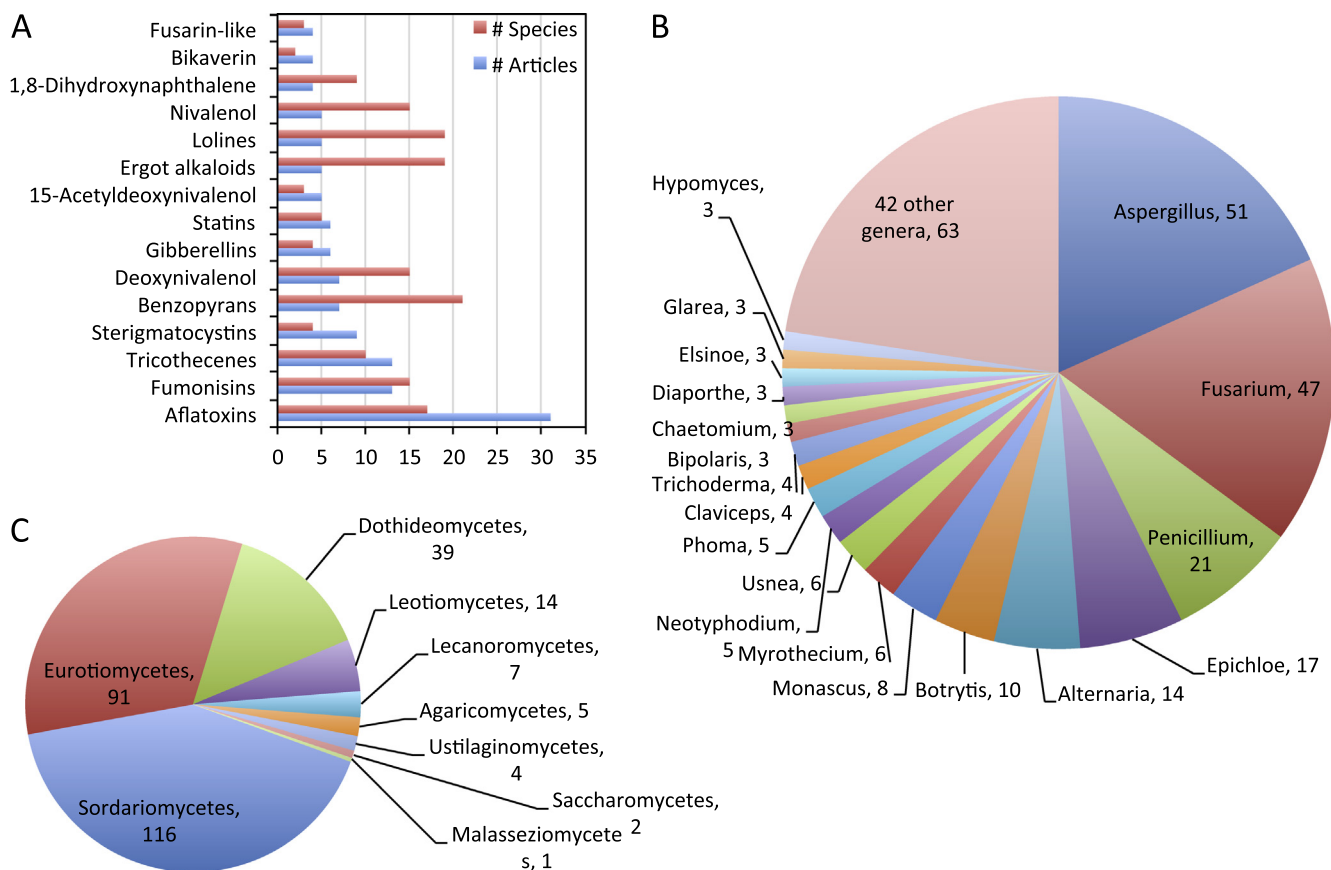 A
Fusarin-like
Bikaverin
1,8-Dihydroxynaphthalene
Nivalenol
Lolines
Ergot alkaloids
15-Acetyldeoxynivalenol
Statins
Gibberellins
Deoxynivalenol
Benzopyrans
Sterigmatocystins
Tricothecenes
Fumonisins
Aflatoxins
# Species
# Articles
0 5 10 15 20 25 30 35
B
Aspergillus, 51
Fusarium, 47
Penicillium,
21
Epichloe, 17
Alternaria, 14
Botrytis, 10
Monascus, 8
Myrothecium, 6
Usnea, 6
Neotyphodium,
5
Phoma, 5
Claviceps, 4
Trichoderma, 4
Bipolaris, 3
Chaetomium, 3
Diaporthe, 3
Elsinoe, 3
Glarea, 3
Hypomyces,
3
42 other
genera, 63
C
Dothideomycetes,
39
Leotiomycetes, 14
Lecanoromycetes,
7
Agaricomycetes, 5
Ustilaginomycetes,
4
Saccharomycetes,
2
Malasseziomycete
s, 1
Sordariomycetes,
116
Eurotiomycetes,
91